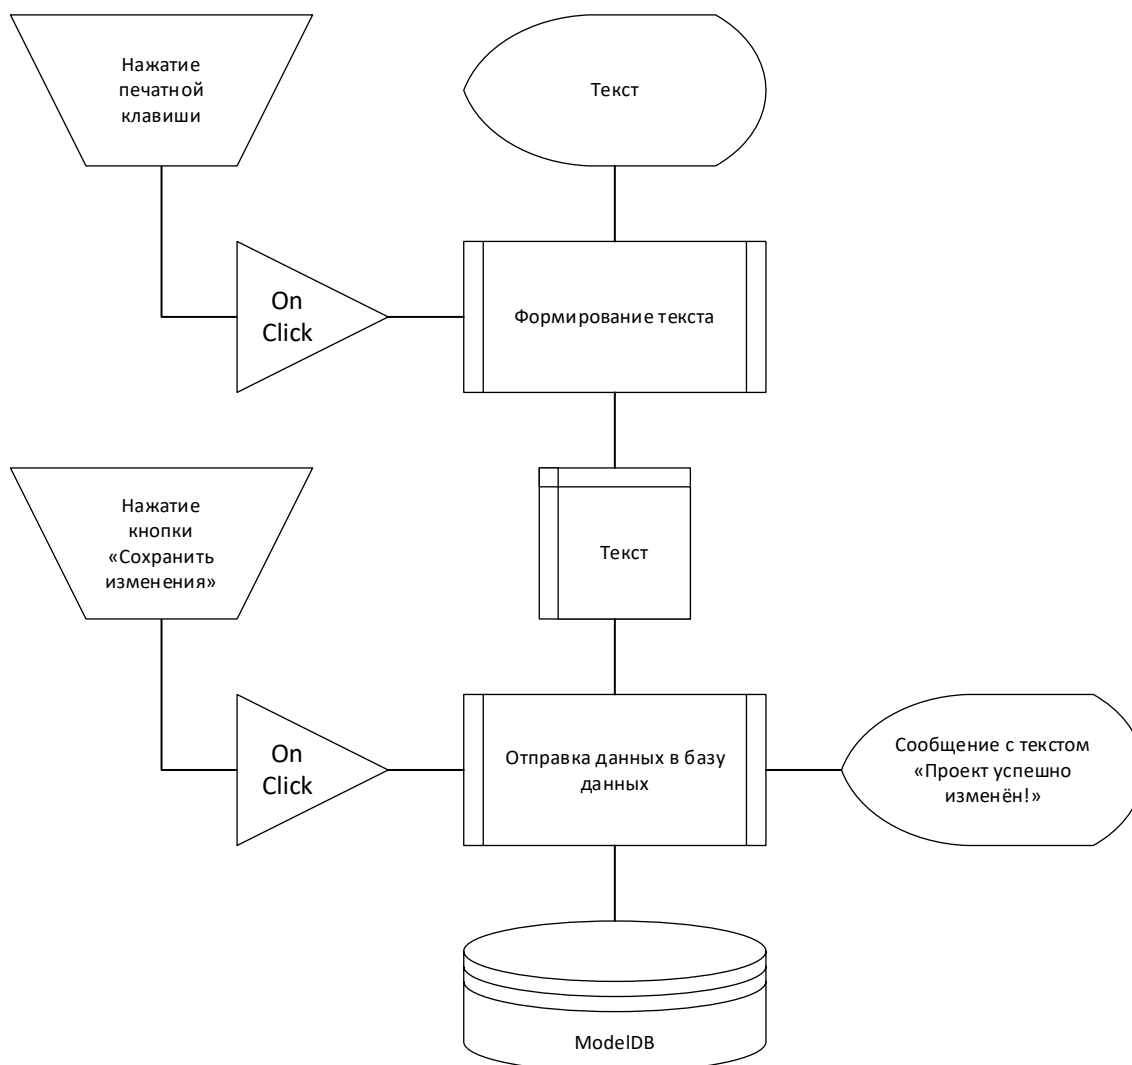 Нажатие
печатной
клавиши
Текст
On
Click
Формирование текста
Нажатие
кнопки
«Сохранить
изменения»
Текст
On
Click
Отправка данных в базу
данных
Сообщение с текстом
«Проект успешно
изменён!»
ModelDB